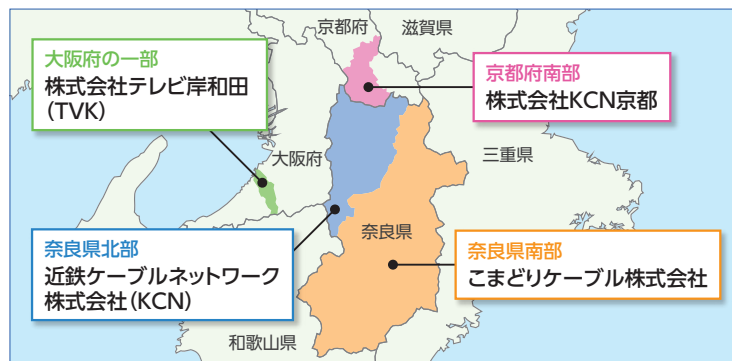 京都府
滋賀県
大阪府の一部
株式会社テレビ岸和田
(TVK)
京都府南部
株式会社KCN京都
大阪府
三重県
奈良県
奈良県北部
近鉄ケーブルネットワーク
株式会社(KCN)
奈良県南部
こまどりケーブル株式会社
和歌山県